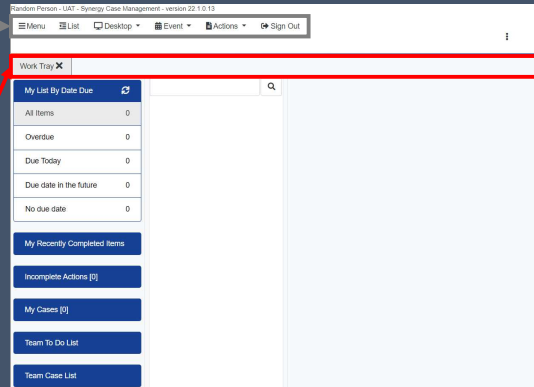 Random Person - UAT - Synergy Case Management - version 22.1.0.13
Menu List Desktop Event Actions Sign Out
Work Tray
My List By Date Due
All Items 0
Overdue 0
Due Today 0
Due date in the future 0
No due date 0
My Recently Completed Items
Incomplete Actions [0]
My Cases [0]
Team To Do List
Team Case List